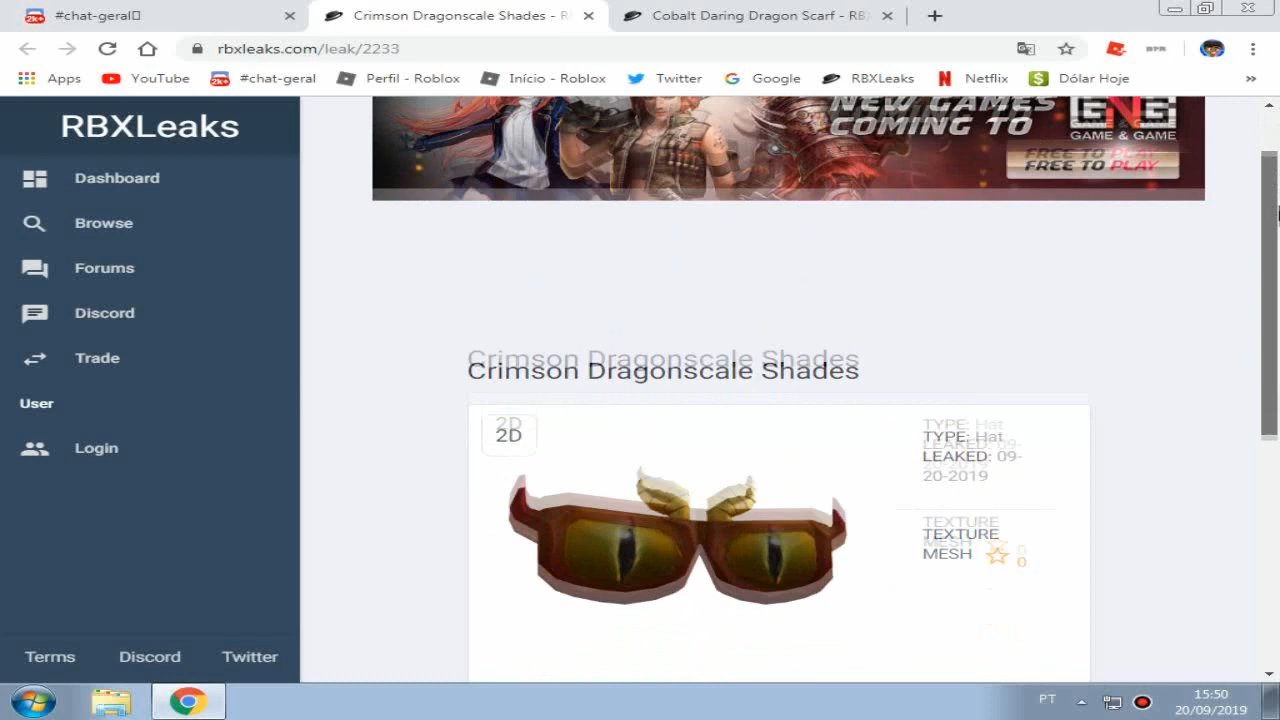 #chat-geral
Crimson Dragonscale Shades - R
Cobalt Daring Dragon Scarf - RB
rbxleaks.com/leak/2233
Apps
YouTube
#chat-geral
Perfil - Roblox
Início - Roblox
Twitter
Google
RBXLeaks
Netflix
Dólar Hoje
»
RBXLeaks
Dashboard
Browse
Forums
Discord
Trade
User
Login
Terms
Discord
Twitter
NEW GAMES
COMING TO
GAME & GAME
FREE TO PLAY
Crimson Dragonscale Shades
2D
TYPE: Hat
LEAKED: 09-
20-2019
TEXTURE
MESH
0
PT
15:50
20/09/2019